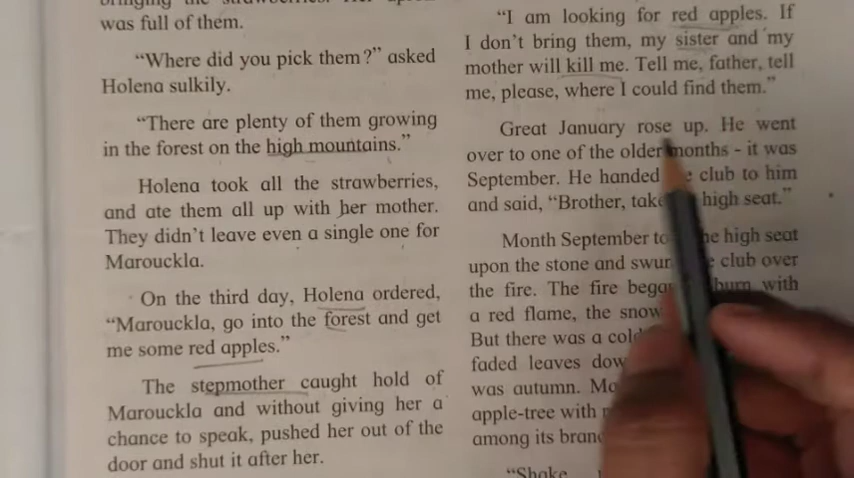 was full of them.
“Where did you pick them?” asked
Holena sulkily.
“There are plenty of them growing
in the forest on the high mountains.”
Holena took all the strawberries,
and ate them all up with her mother.
They didn’t leave even a single one for
Marouckla.
On the third day, Holena ordered,
“Marouckla, go into the forest and get
me some red apples.”
The stepmother caught hold of
Marouckla and without giving her a
chance to speak, pushed her out of the
door and shut it after her.
“I am looking for red apples. If
I don’t bring them, my sister and my
mother will kill me. Tell me, father, tell
me, please, where I could find them.”
Great January rose up. He went
over to one of the older months - it was
September. He handed club to him
and said, “Brother, take high seat.”
Month September high seat
upon the stone and club over
the fire. The fire burn with
a red flame, the snow
But there was a
faded leaves
was autumn.
apple-tree with
among its
“Shake